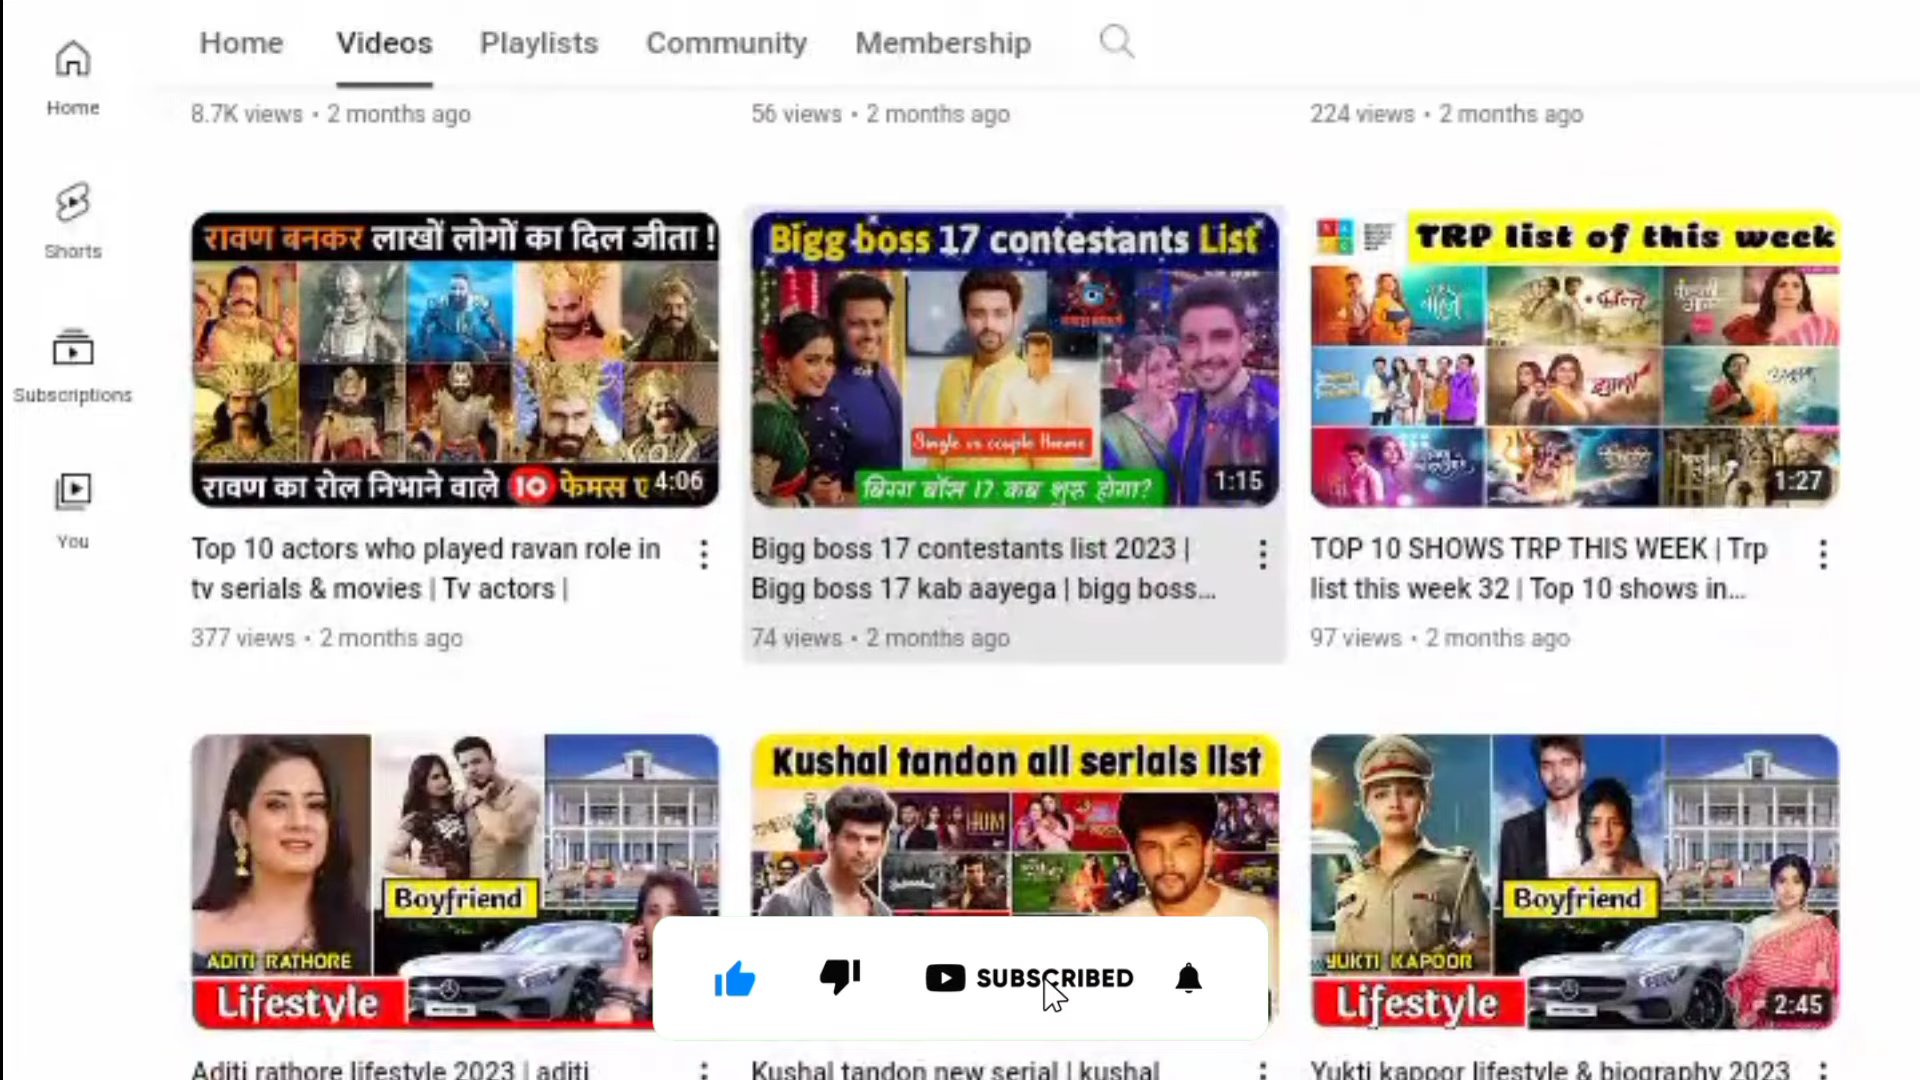 Home Videos Playlists Community Membership
Home
Shorts
Subscriptions
You
8.7K views • 2 months ago
56 views • 2 months ago
224 views • 2 months ago
रावण बनकर लाखों लोगों का दिल जीता !
रावण का रोल निभाने वाले 10 फेमस ए
4:06
Top 10 actors who played ravan role in
tv serials & movies | Tv actors |
377 views • 2 months ago
Bigg boss 17 contestants List
Single vs couple theme
बिग्ग बॉस 17 कब शुरू होगा?
1:15
Bigg boss 17 contestants list 2023 |
Bigg boss 17 kab aayega | bigg boss...
74 views • 2 months ago
TRP list of this week
1:27
TOP 10 SHOWS TRP THIS WEEK | Trp
list this week 32 | Top 10 shows in...
97 views • 2 months ago
Boyfriend
ADITI RATHORE
Lifestyle
Aditi rathore lifestyle 2023 | aditi
Kushal tandon all serials list
HUM
Kushal tandon new serial | kushal
Boyfriend
YUKTI KAPOOR
Lifestyle
2:45
Yukti kapoor lifestyle & biography 2023
SUBSCRIBED